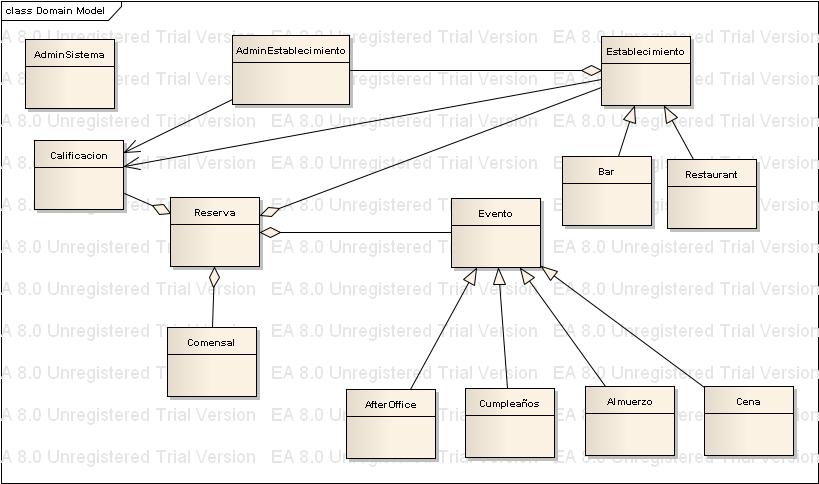 class Domain Model
EA 8.0 Unregistered Trial Version EA 8.0 Unregistered Trial Version EA 8.0 Unregistered Trial Version
AdminSistema
AdminEstablecimiento
Establecimiento
Calificacion
Bar
Restaurant
Reserva
Evento
Comensal
AfterOffice
Cumpleaños
Almuerzo
Cena